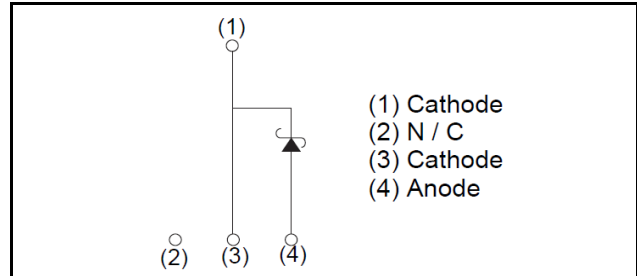 (1)
(1) Cathode
(2) N / C
(3) Cathode
(4) Anode
(2) (3) (4)